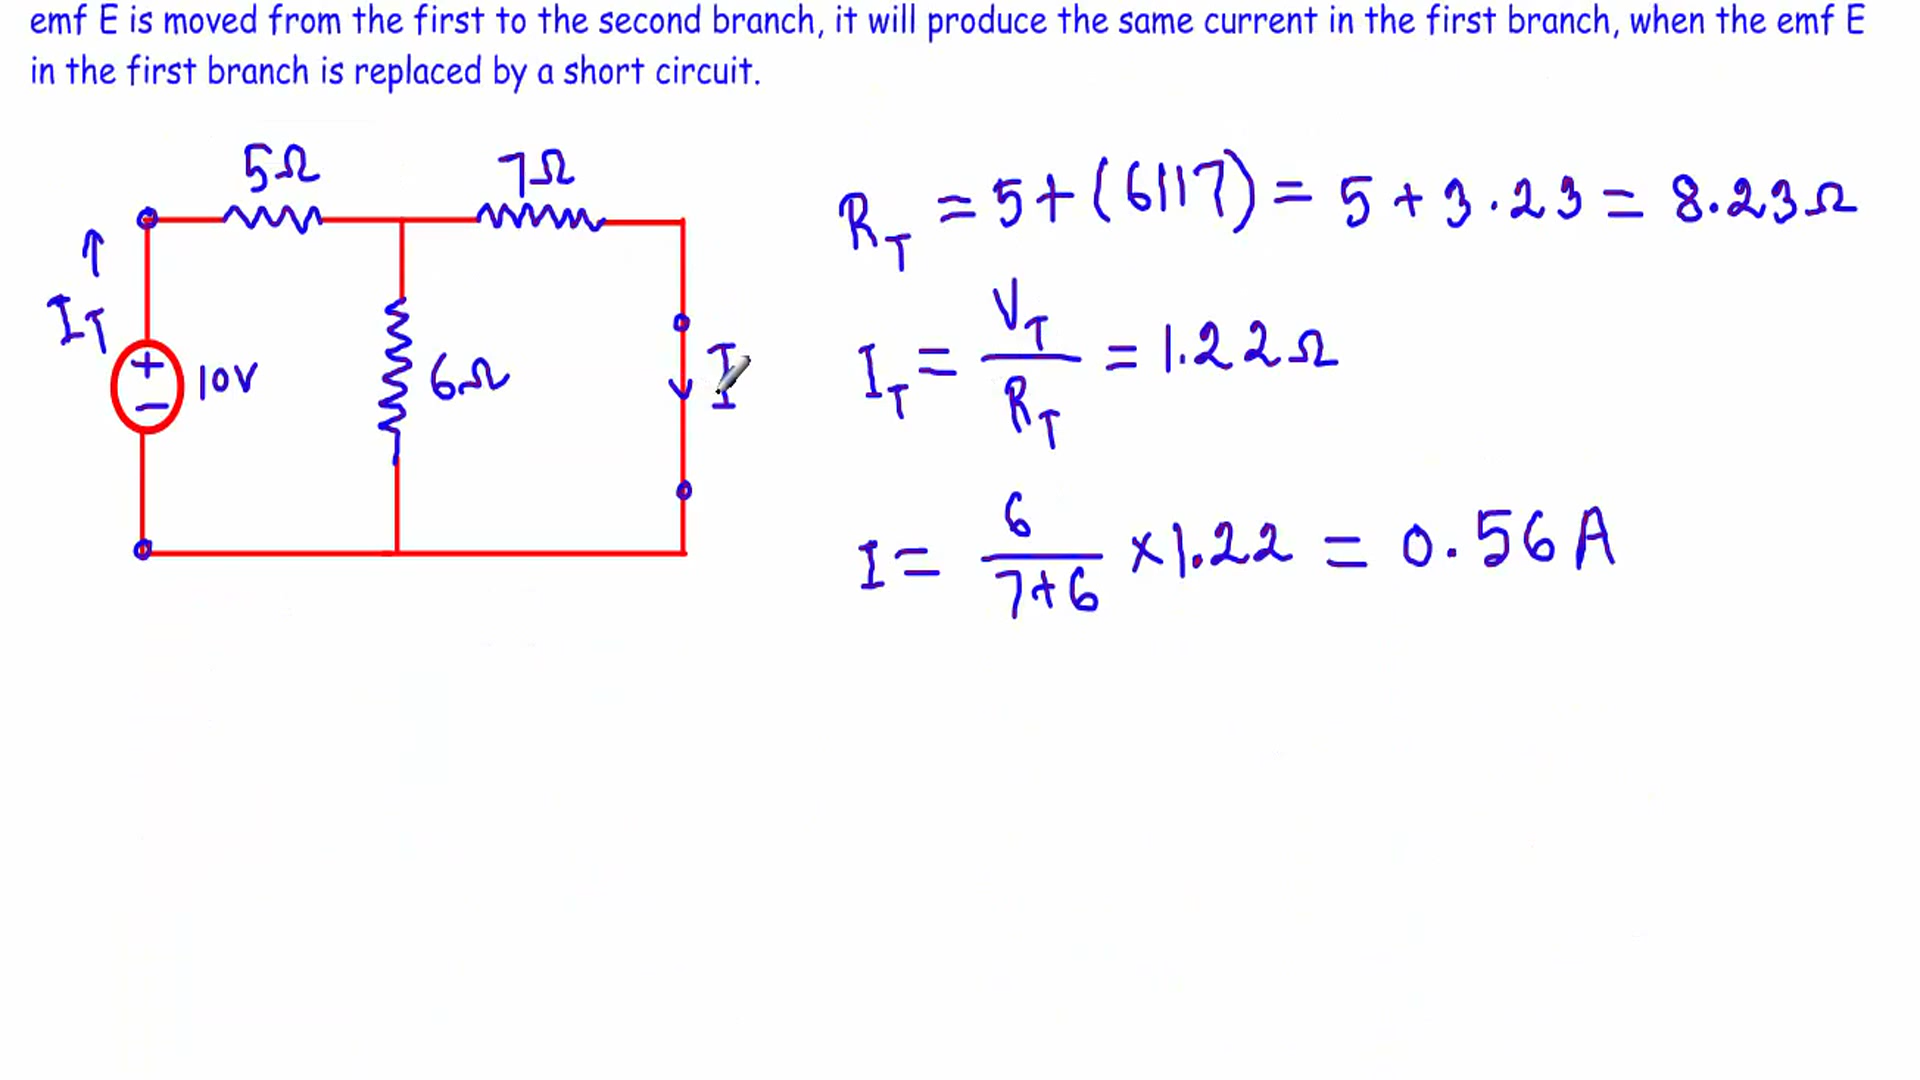 emf E is moved from the first to the second branch, it will produce the same current in the first branch, when the emf E
in the first branch is replaced by a short circuit.
5Ω 7Ω
I_T
+
−
10V
6Ω
I
R_T = 5+(6||7) = 5 + 3.23 = 8.23Ω
I_T = V_T / R_T = 1.22Ω
I = 6 / 7+6 ×1.22 = 0.56 A